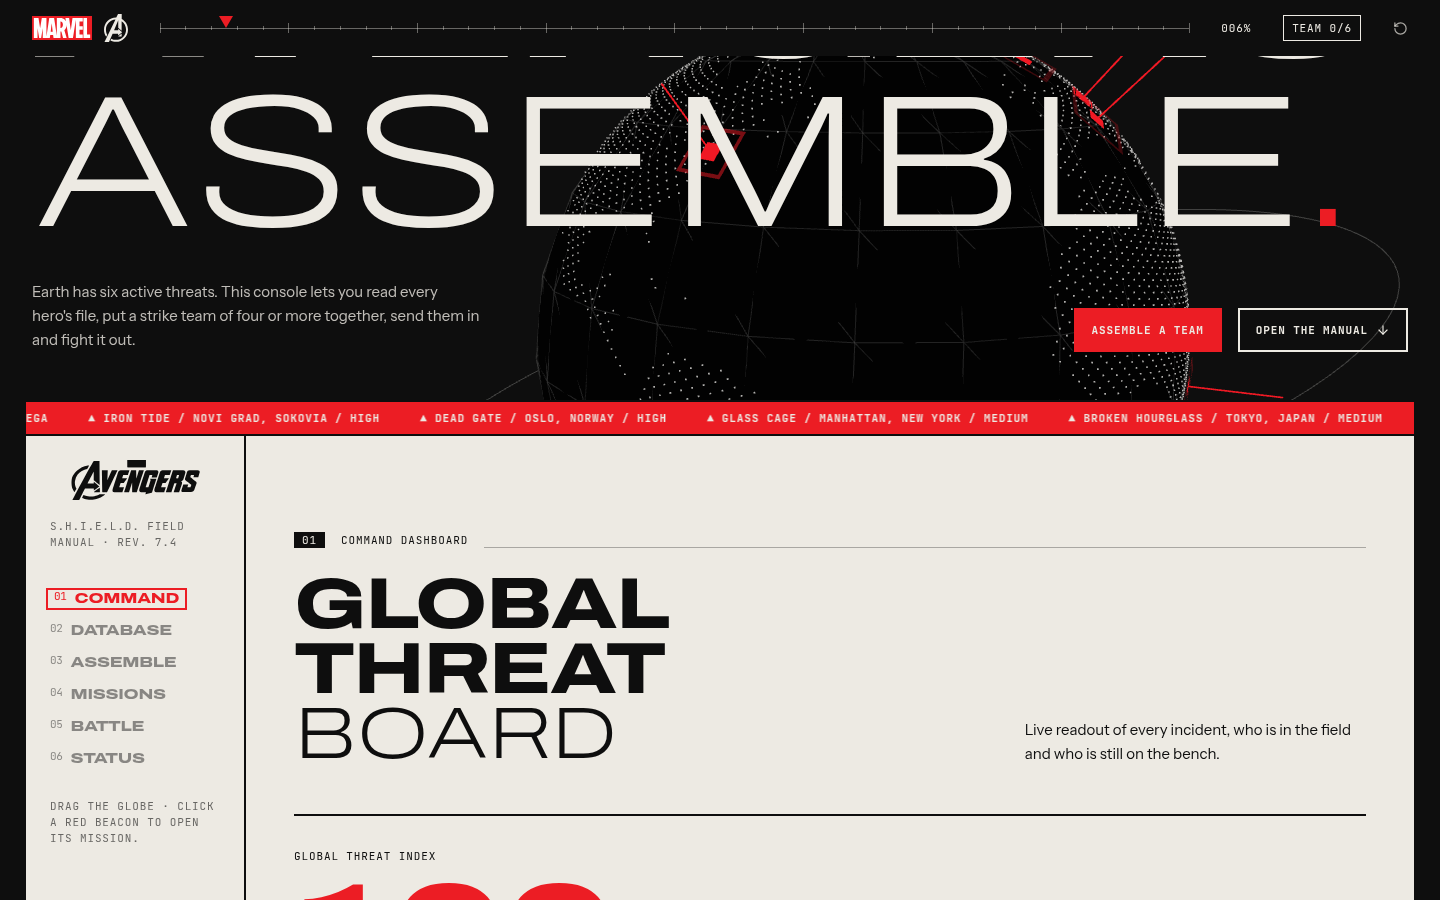 MARVEL
006%
TEAM 0/6
ASSEMBLE.
Earth has six active threats. This console lets you read every
hero's file, put a strike team of four or more together, send them in
and fight it out.
ASSEMBLE A TEAM
OPEN THE MANUAL ↓
EGA ▲ IRON TIDE / NOVI GRAD, SOKOVIA / HIGH ▲ DEAD GATE / OSLO, NORWAY / HIGH ▲ GLASS CAGE / MANHATTAN, NEW YORK / MEDIUM ▲ BROKEN HOURGLASS / TOKYO, JAPAN / MEDIUM
AVENGERS
S.H.I.E.L.D. FIELD
MANUAL · REV. 7.4
01 COMMAND
02 DATABASE
03 ASSEMBLE
04 MISSIONS
05 BATTLE
06 STATUS
DRAG THE GLOBE · CLICK
A RED BEACON TO OPEN
ITS MISSION.
01 COMMAND DASHBOARD
GLOBAL
THREAT
BOARD
Live readout of every incident, who is in the field
and who is still on the bench.
GLOBAL THREAT INDEX